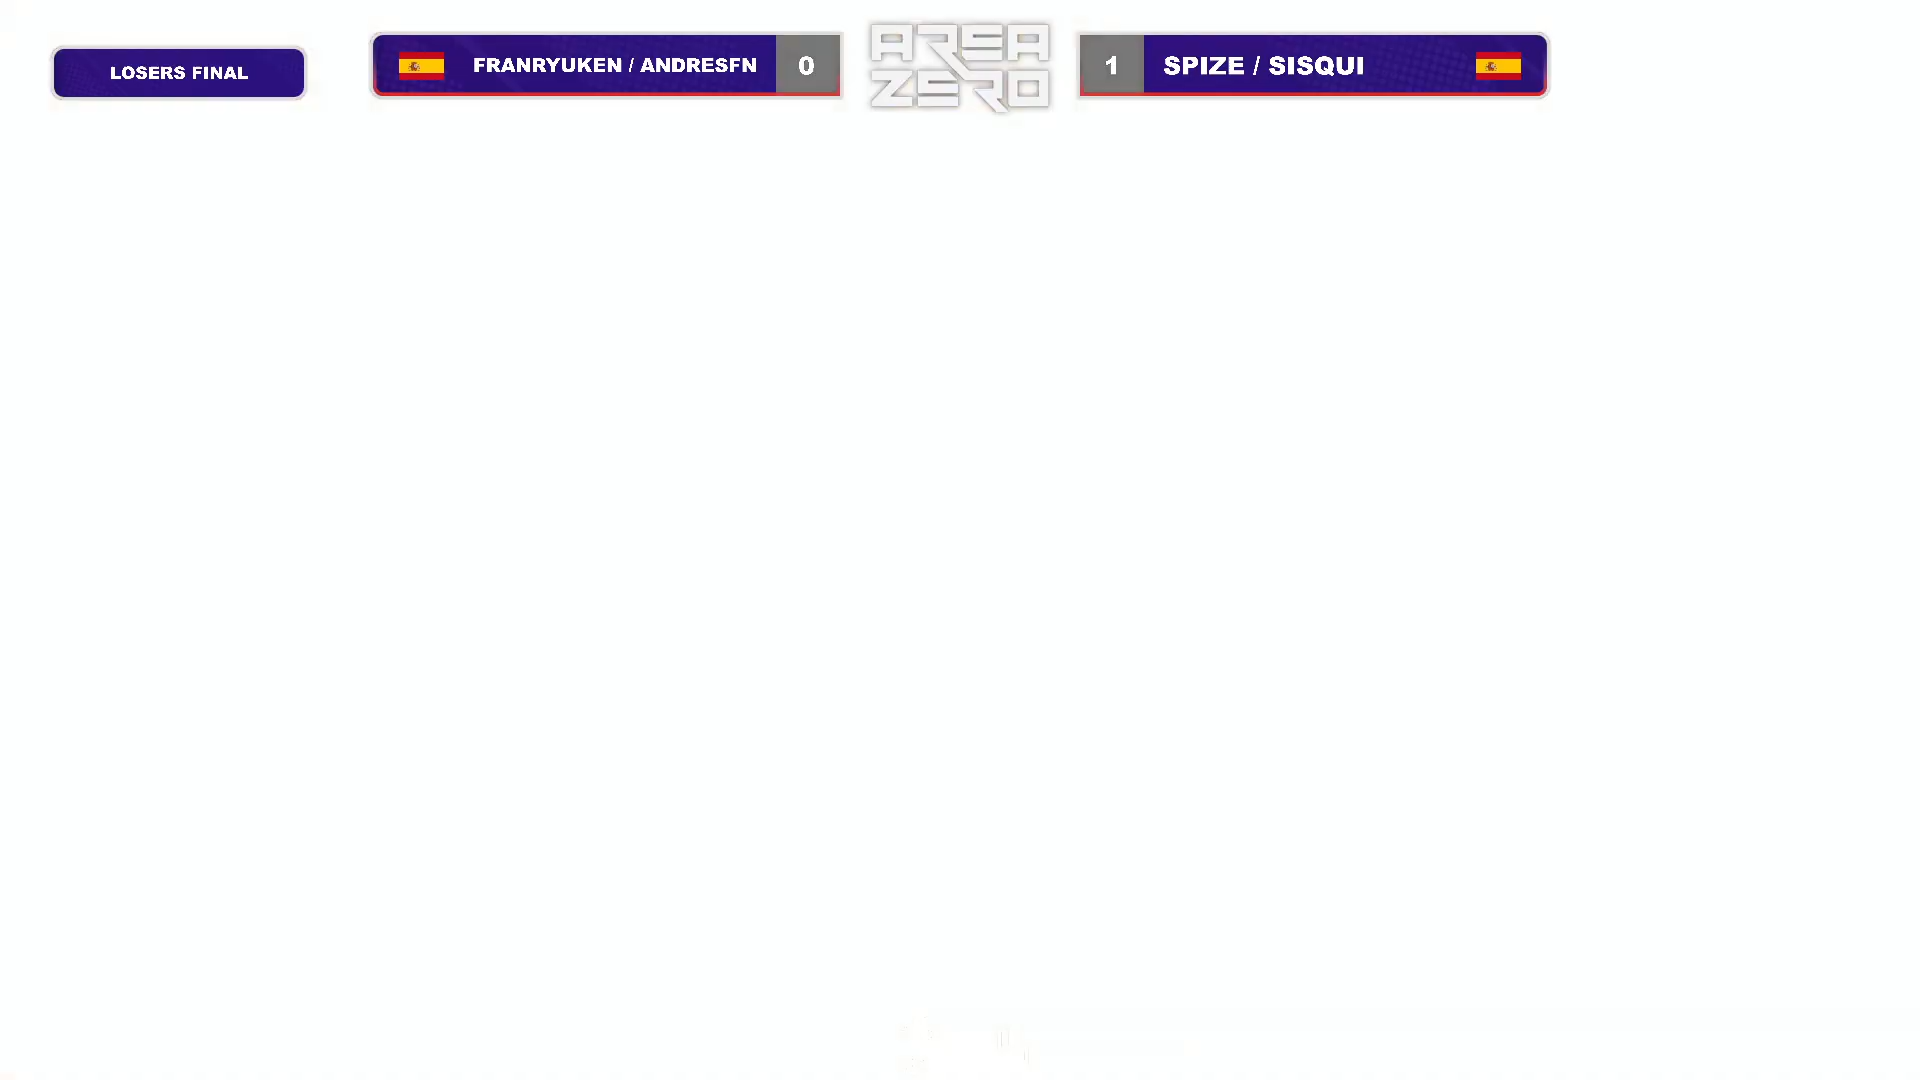 LOSERS FINAL
FRANRYUKEN / ANDRESFN 0
AREA
ZERO
1 SPIZE / SISQUI